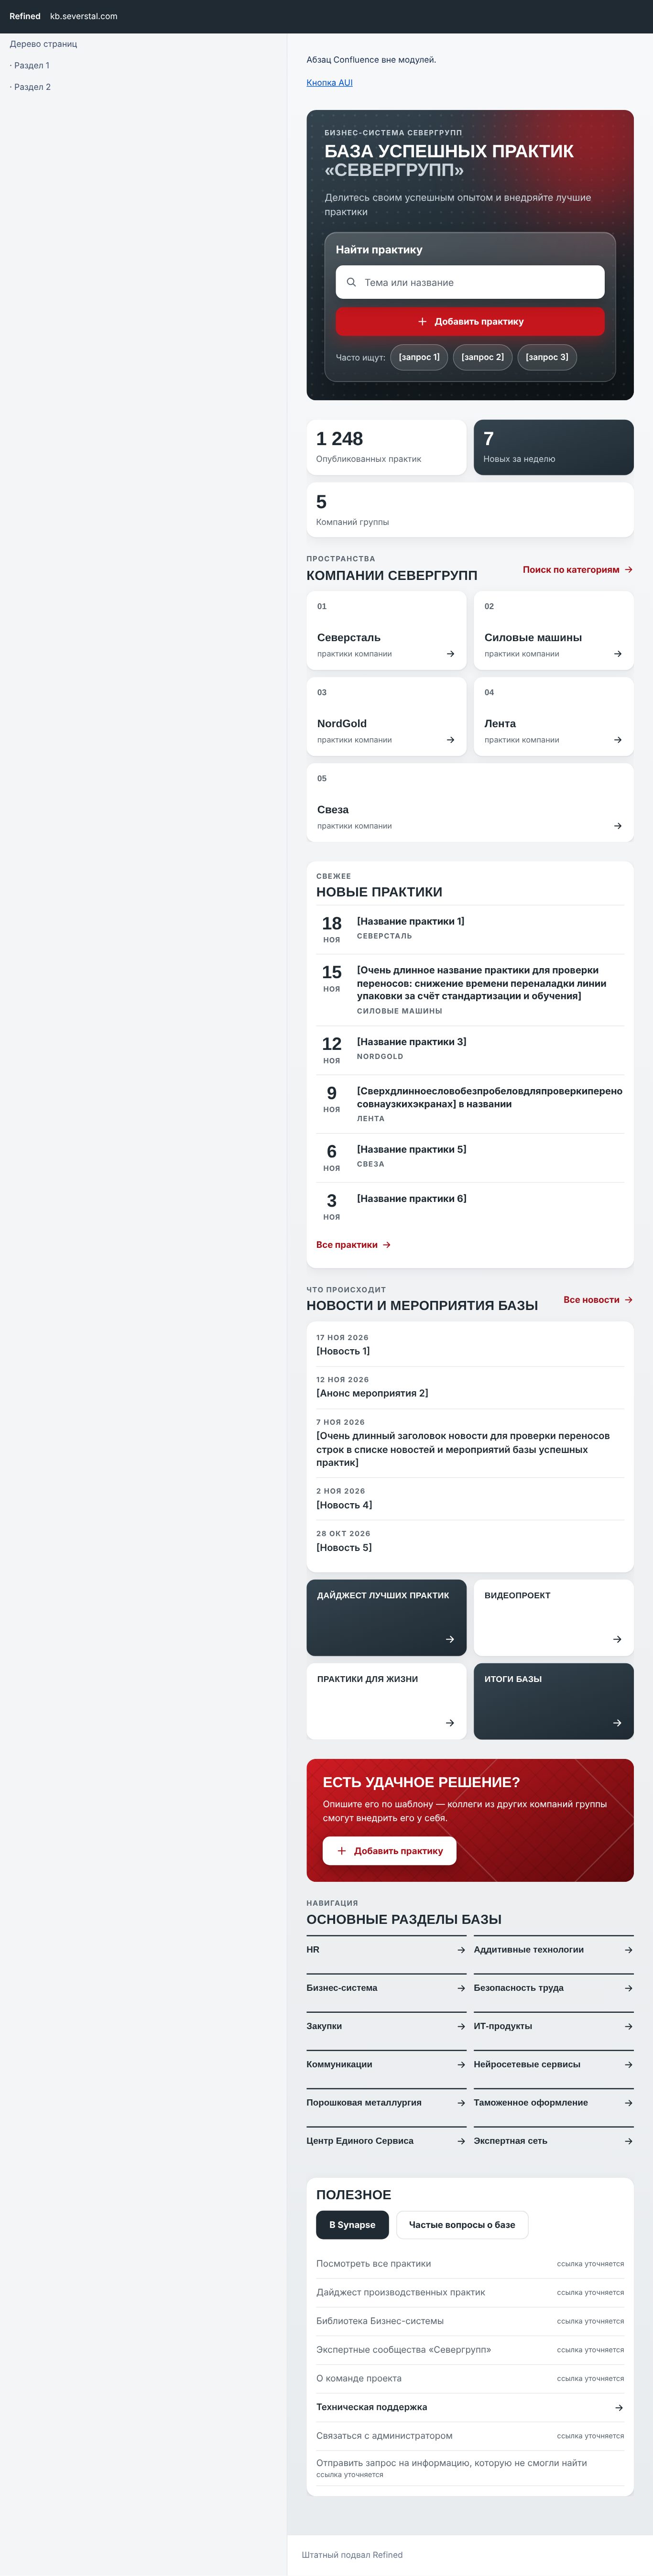 Refined kb.severstal.com
Дерево страниц
· Раздел 1
· Раздел 2
Абзац Confluence вне модулей.
Кнопка AUI
БИЗНЕС-СИСТЕМА СЕВЕРГРУПП
БАЗА УСПЕШНЫХ ПРАКТИК
«СЕВЕРГРУПП»
Делитесь своим успешным опытом и внедряйте лучшие
практики
Найти практику
Тема или название
Добавить практику
Часто ищут: [запрос 1] [запрос 2] [запрос 3]
1 248
Опубликованных практик
7
Новых за неделю
5
Компаний группы
ПРОСТРАНСТВА
КОМПАНИИ СЕВЕРГРУПП
Поиск по категориям →
01
Северсталь
практики компании →
02
Силовые машины
практики компании →
03
NordGold
практики компании →
04
Лента
практики компании →
05
Свеза
практики компании →
СВЕЖЕЕ
НОВЫЕ ПРАКТИКИ
18
НОЯ
[Название практики 1]
СЕВЕРСТАЛЬ
15
НОЯ
[Очень длинное название практики для проверки
переносов: снижение времени переналадки линии
упаковки за счёт стандартизации и обучения]
СИЛОВЫЕ МАШИНЫ
12
НОЯ
[Название практики 3]
NORDGOLD
9
НОЯ
[Сверхдлинноесловобезпробеловдляпроверкиперено
совнаузкихэкранах] в названии
ЛЕНТА
6
НОЯ
[Название практики 5]
СВЕЗА
3
НОЯ
[Название практики 6]
Все практики →
ЧТО ПРОИСХОДИТ
НОВОСТИ И МЕРОПРИЯТИЯ БАЗЫ
Все новости →
17 НОЯ 2026
[Новость 1]
12 НОЯ 2026
[Анонс мероприятия 2]
7 НОЯ 2026
[Очень длинный заголовок новости для проверки переносов
строк в списке новостей и мероприятий базы успешных
практик]
2 НОЯ 2026
[Новость 4]
28 ОКТ 2026
[Новость 5]
ДАЙДЖЕСТ ЛУЧШИХ ПРАКТИК
→
ВИДЕОПРОЕКТ
→
ПРАКТИКИ ДЛЯ ЖИЗНИ
→
ИТОГИ БАЗЫ
→
ЕСТЬ УДАЧНОЕ РЕШЕНИЕ?
Опишите его по шаблону — коллеги из других компаний группы
смогут внедрить его у себя.
Добавить практику
НАВИГАЦИЯ
ОСНОВНЫЕ РАЗДЕЛЫ БАЗЫ
HR →
Аддитивные технологии →
Бизнес-система →
Безопасность труда →
Закупки →
ИТ-продукты →
Коммуникации →
Нейросетевые сервисы →
Порошковая металлургия →
Таможенное оформление →
Центр Единого Сервиса →
Экспертная сеть →
ПОЛЕЗНОЕ
В Synapse
Частые вопросы о базе
Посмотреть все практики ссылка уточняется
Дайджест производственных практик ссылка уточняется
Библиотека Бизнес-системы ссылка уточняется
Экспертные сообщества «Севергрупп» ссылка уточняется
О команде проекта ссылка уточняется
Техническая поддержка →
Связаться с администратором ссылка уточняется
Отправить запрос на информацию, которую не смогли найти
ссылка уточняется
Штатный подвал Refined